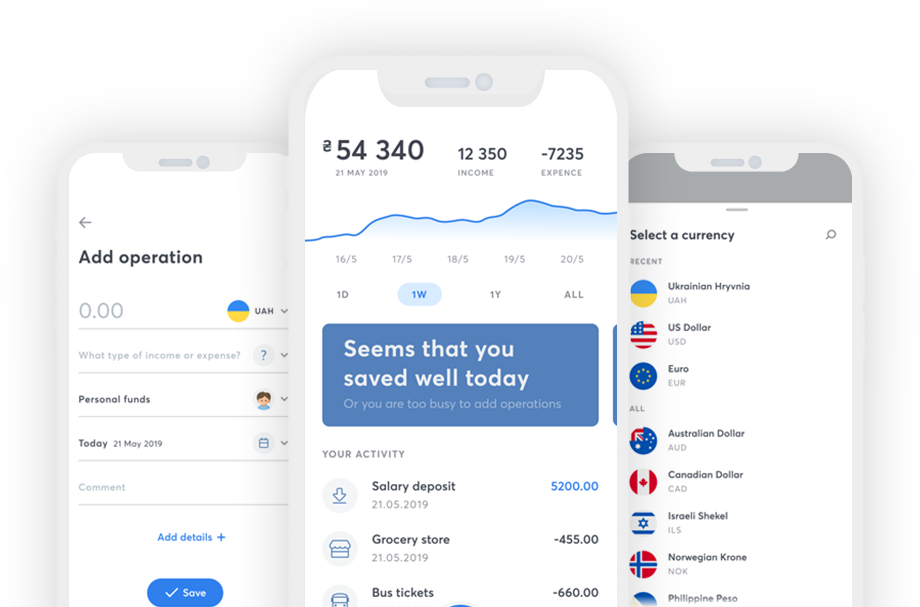 Add operation
0.00
UAH
What type of income or expense?
?
Personal funds
Today 21 May 2019
Comment
Add details +
Save
₴ 54 340
21 MAY 2019
12 350
INCOME
-7235
EXPENCE
16/5 17/5 18/5 19/5 20/5
1D 1W 1Y ALL
Seems that you
saved well today
Or you are too busy to add operations
YOUR ACTIVITY
Salary deposit 5200.00
21.05.2019
Grocery store -455.00
21.05.2019
Bus tickets -660.00
Select a currency
RECENT
Ukrainian Hryvnia
UAH
US Dollar
USD
Euro
EUR
ALL
Australian Dollar
AUD
Canadian Dollar
CAD
Israeli Shekel
ILS
Norwegian Krone
NOK
Philippine Peso